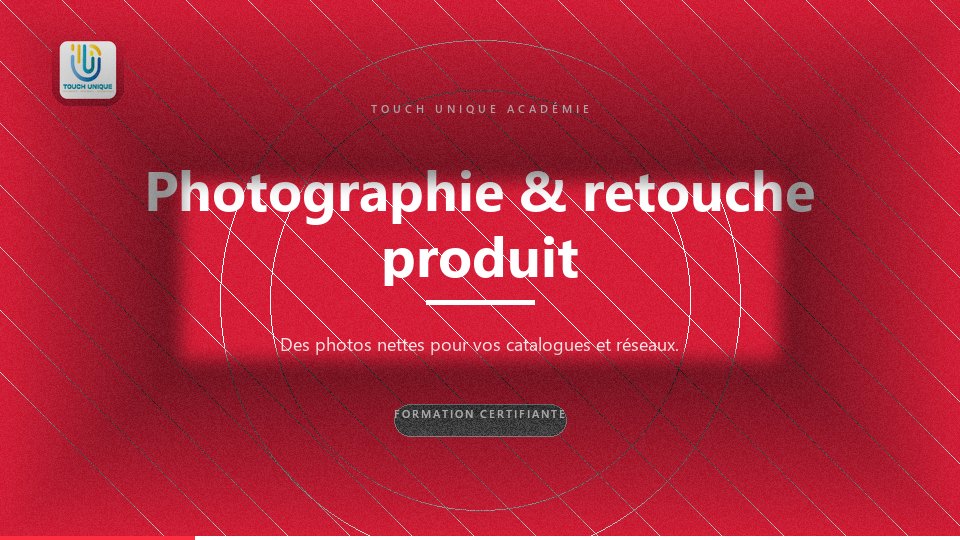 TOUCH UNIQUE
TOUCH UNIQUE ACADÉMIE
Photographie & retouche
produit
Des photos nettes pour vos catalogues et réseaux.
FORMATION CERTIFIANTE